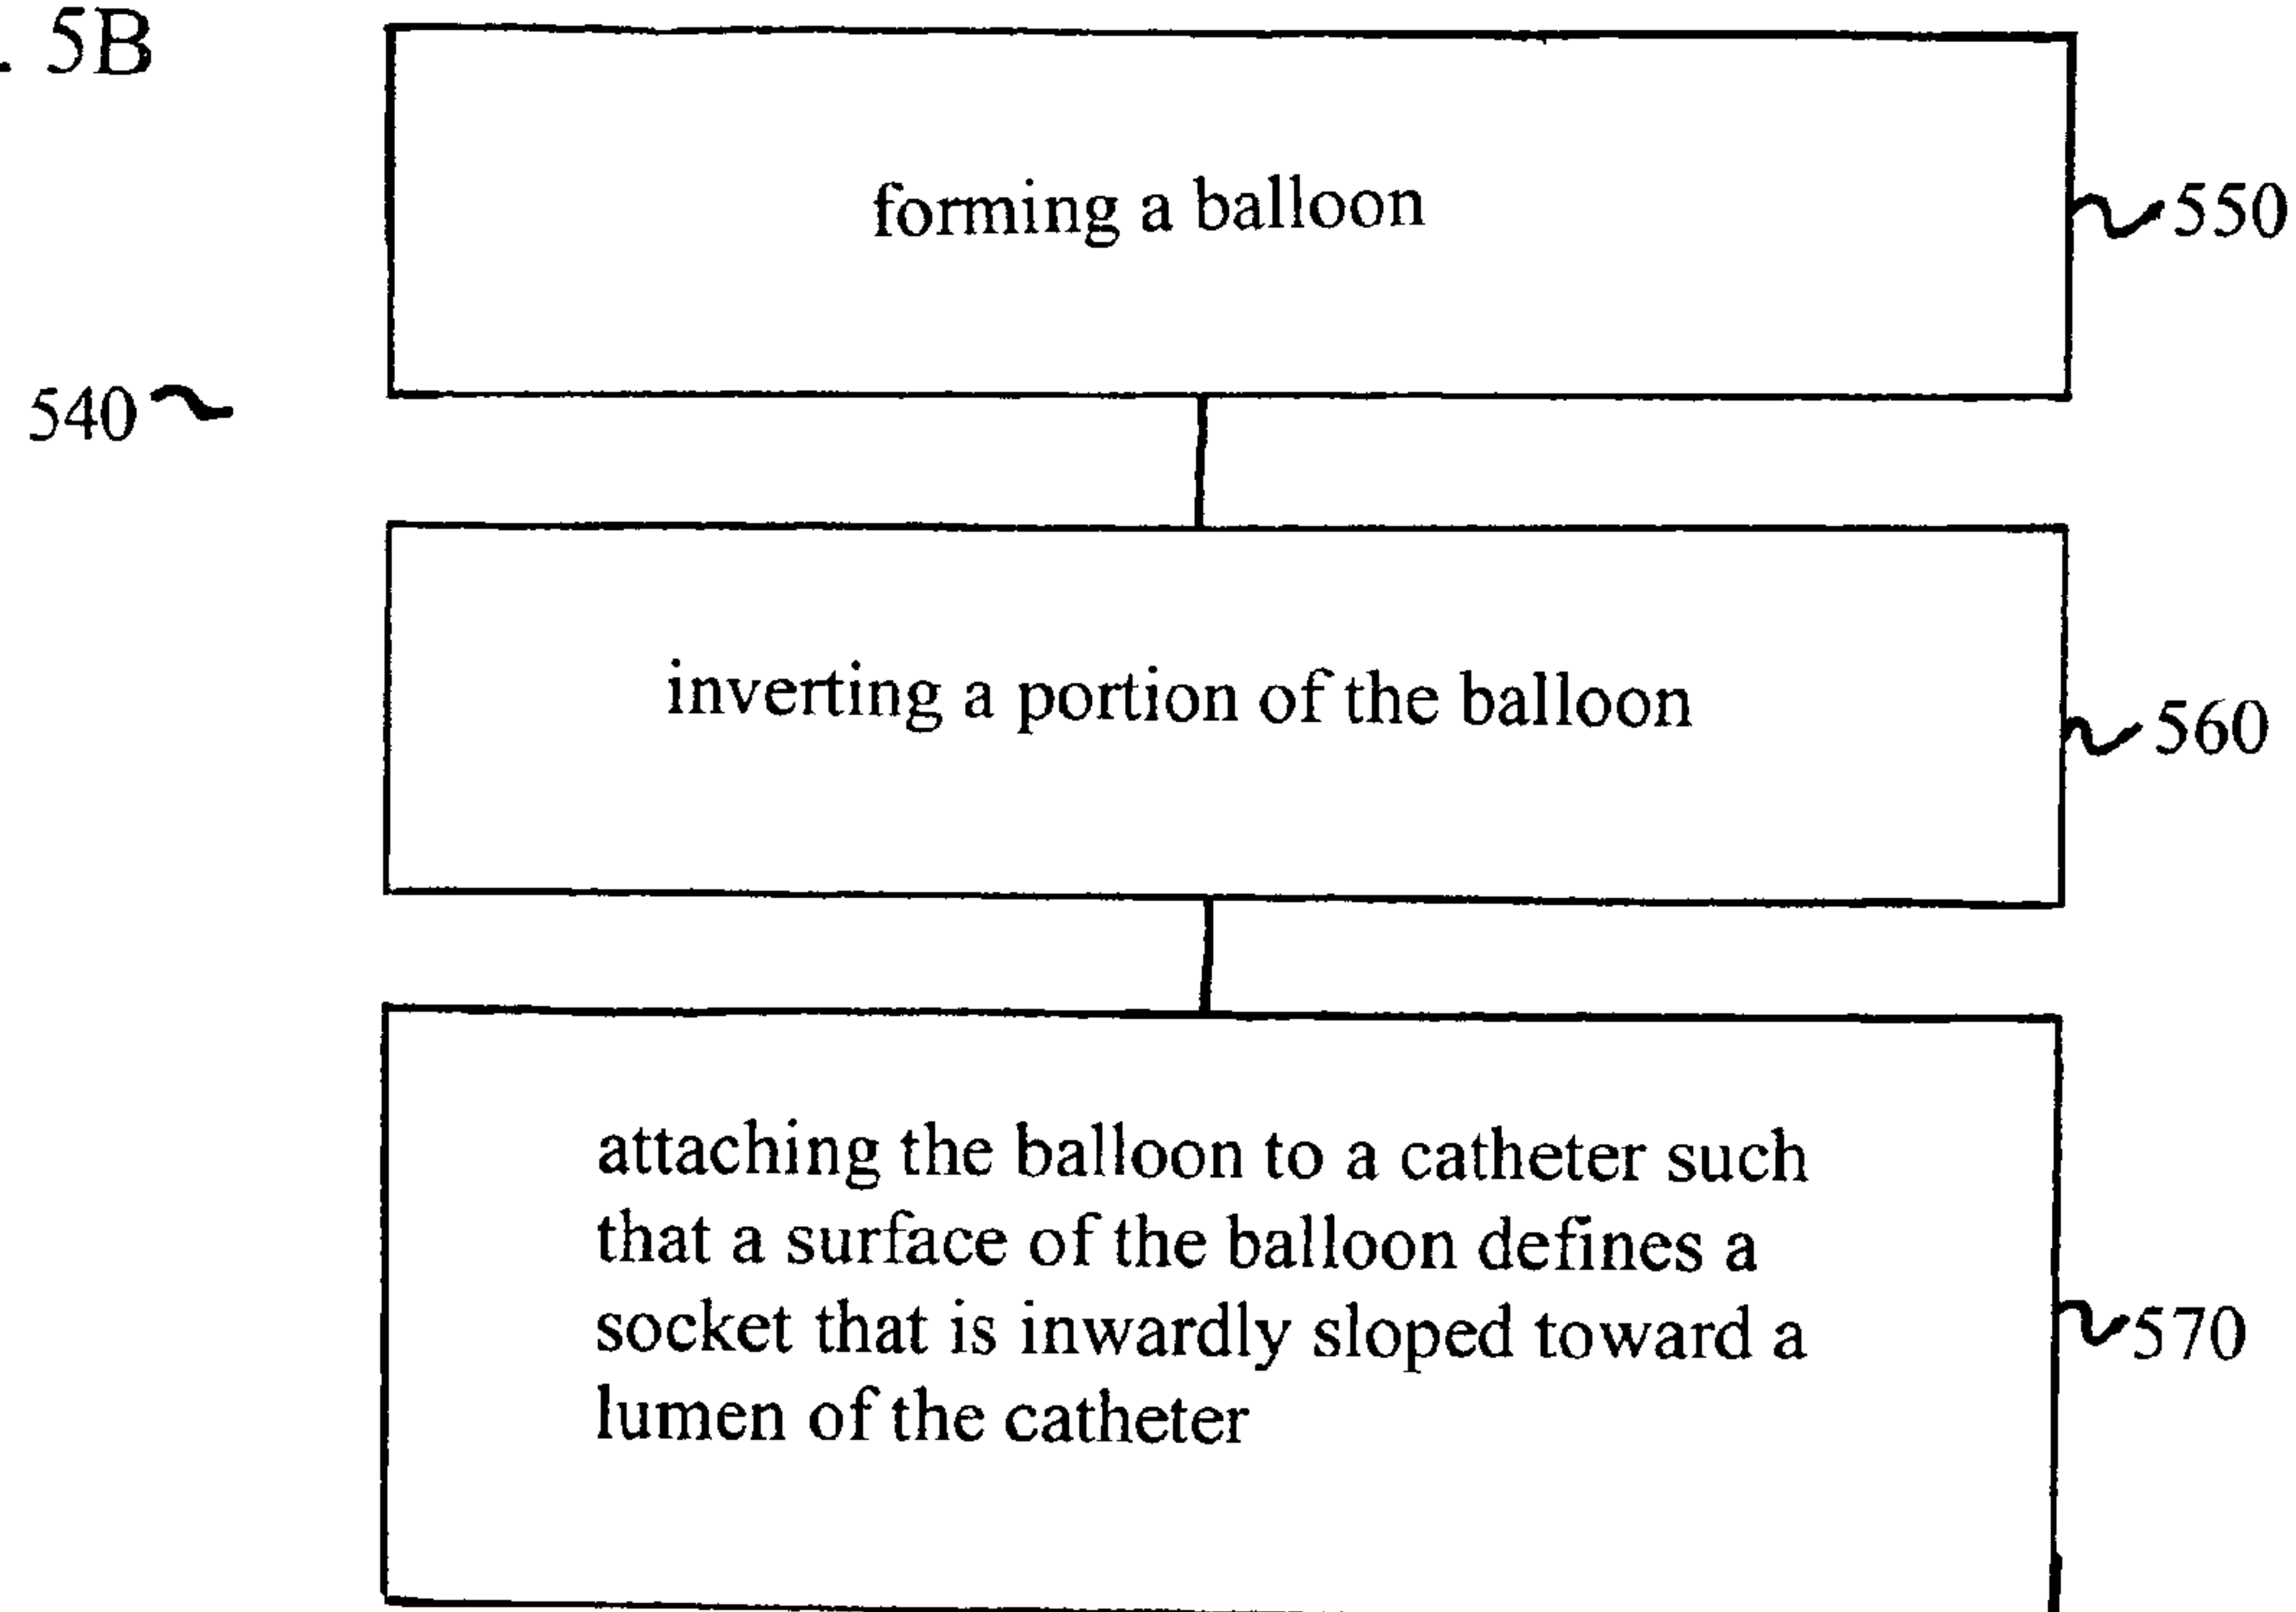 . 5B
forming a balloon
550
540
inverting a portion of the balloon
560
attaching the balloon to a catheter such
that a surface of the balloon defines a
socket that is inwardly sloped toward a
lumen of the catheter
570